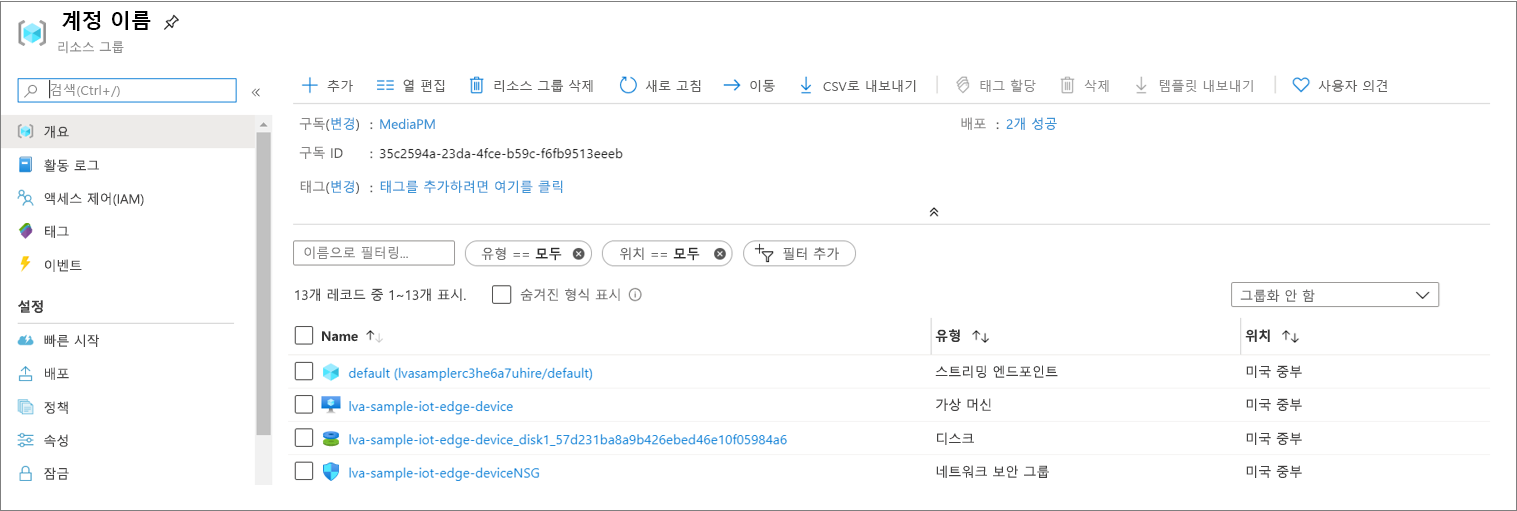 계정 이름
리소스 그룹
검색(Ctrl+/)
«
개요
활동 로그
액세스 제어(IAM)
태그
이벤트
설정
빠른 시작
배포
정책
속성
잠금
추가 열 편집 리소스 그룹 삭제 새로 고침 이동 CSV로 내보내기 태그 할당 삭제 템플릿 내보내기 사용자 의견
구독(변경) : MediaPM 배포 : 2개 성공
구독 ID : 35c2594a-23da-4fce-b59c-f6fb9513eeeb
태그(변경) : 태그를 추가하려면 여기를 클릭
이름으로 필터링... 유형 == 모두 위치 == 모두 필터 추가
13개 레코드 중 1~13개 표시. 숨겨진 형식 표시 그룹화 안 함
Name 유형 위치
default (lvasamplerc3he6a7uhire/default) 스트리밍 엔드포인트 미국 중부
lva-sample-iot-edge-device 가상 머신 미국 중부
lva-sample-iot-edge-device_disk1_57d231ba8a9b426ebed46e10f05984a6 디스크 미국 중부
lva-sample-iot-edge-deviceNSG 네트워크 보안 그룹 미국 중부